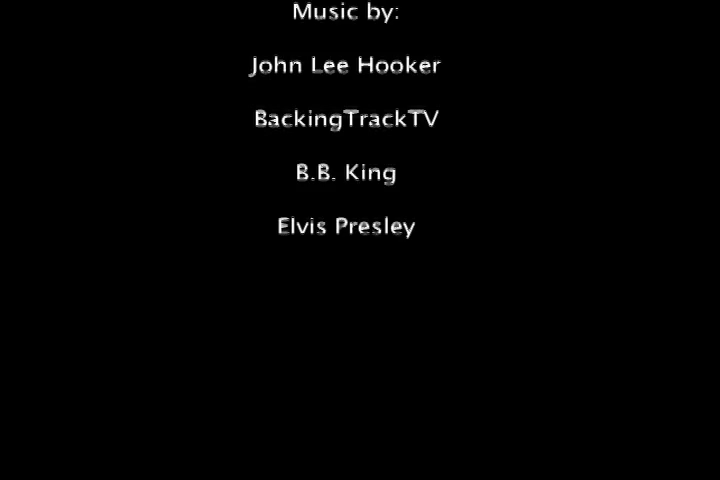 Music by:
John Lee Hooker
BackingTrackTV
B.B. King
Elvis Presley